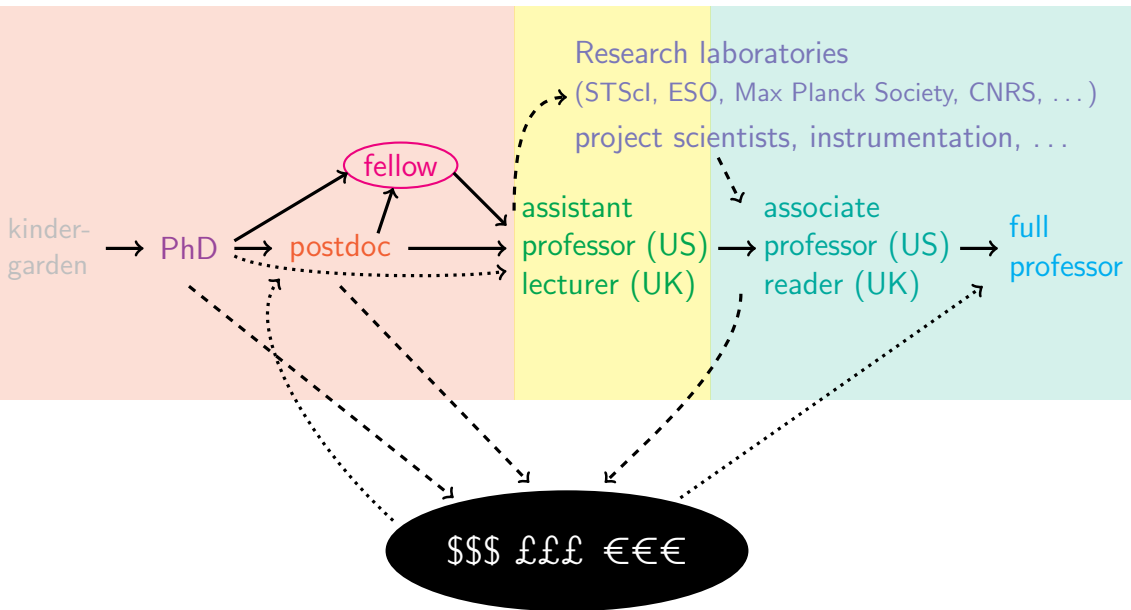 Research laboratories
(STScI, ESO, Max Planck Society, CNRS, ...)
project scientists, instrumentation, ...
fellow
kinder-
garden
PhD
postdoc
assistant
professor (US)
lecturer (UK)
associate
professor (US)
reader (UK)
full
professor
$$$ £££ €€€